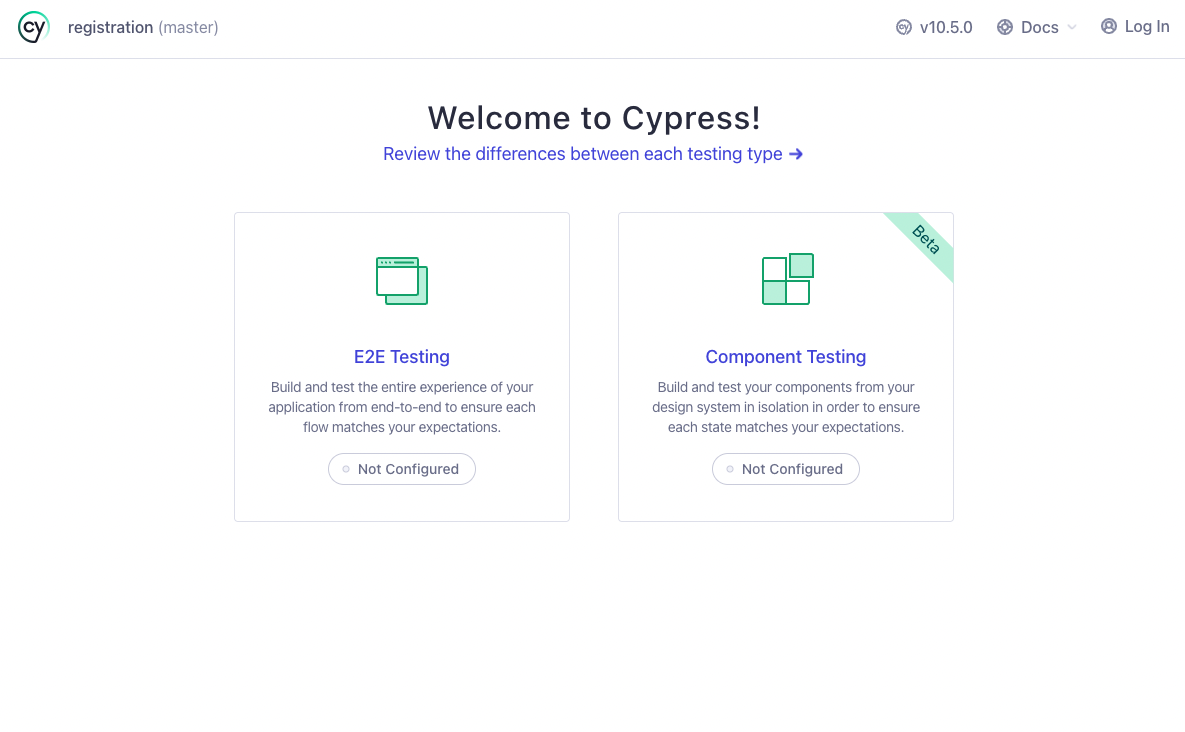 cy registration (master) v10.5.0 Docs Log In
Welcome to Cypress!
Review the differences between each testing type →
Beta
E2E Testing
Build and test the entire experience of your
application from end-to-end to ensure each
flow matches your expectations.
Not Configured
Component Testing
Build and test your components from your
design system in isolation in order to ensure
each state matches your expectations.
Not Configured